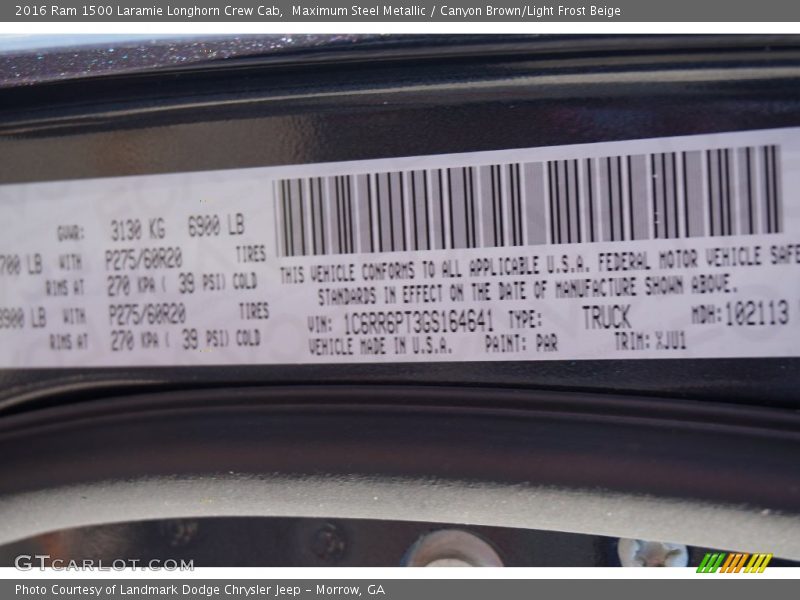 2016 Ram 1500 Laramie Longhorn Crew Cab, Maximum Steel Metallic / Canyon Brown/Light Frost Beige
GVWR: 3130 KG 6900 LB
700 LB WITH P275/60R20 TIRES
RIMS AT 270 KPA ( 39 PSI) COLD
3900 LB WITH P275/60R20 TIRES
RIMS AT 270 KPA ( 39 PSI) COLD
THIS VEHICLE CONFORMS TO ALL APPLICABLE U.S.A. FEDERAL MOTOR VEHICLE SAFE
STANDARDS IN EFFECT ON THE DATE OF MANUFACTURE SHOWN ABOVE.
VIN: 1C6RR6PT3GS164641 TYPE: TRUCK MDH:102113
VEHICLE MADE IN U.S.A. PAINT: PAR TRIM: XJU1
GTCARLOT.COM
Photo Courtesy of Landmark Dodge Chrysler Jeep – Morrow, GA